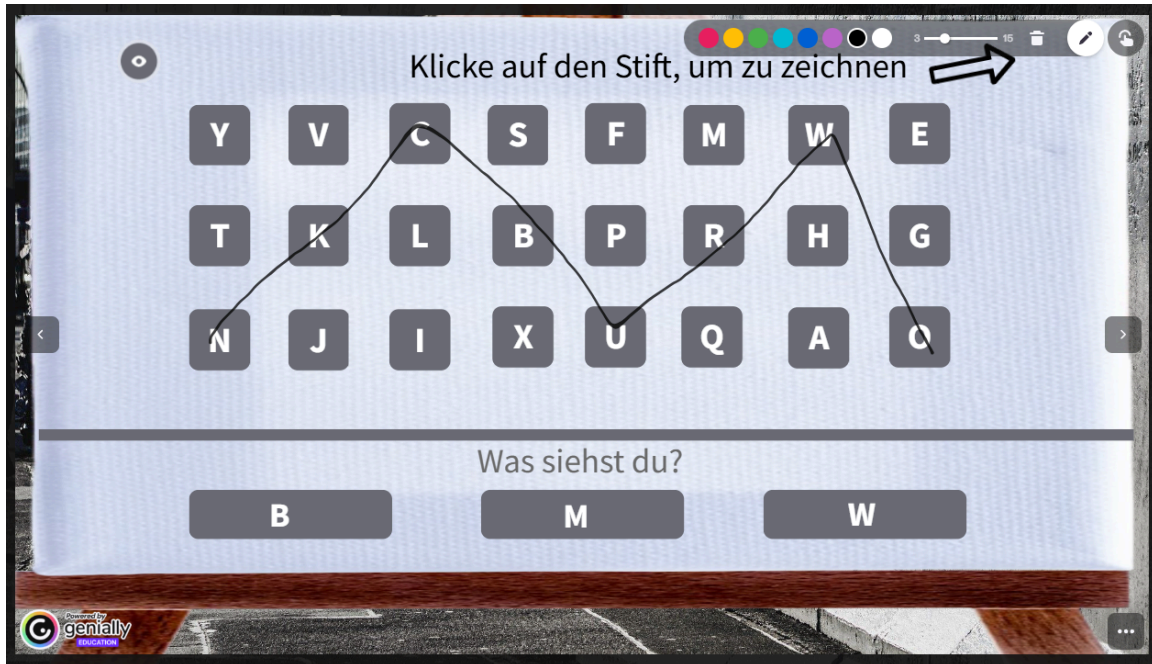 3 15
Klicke auf den Stift, um zu zeichnen
Y V C S F M W E
T K L B P R H G
N J I X U Q A O
Was siehst du?
B M W
Powered by
genially
EDUCATION